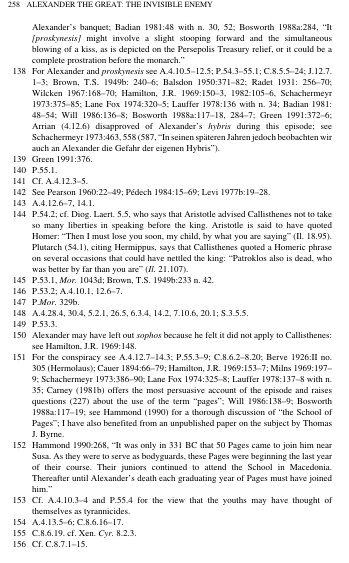 258 ALEXANDER THE GREAT: THE INVISIBLE ENEMY
Alexander's banquet; Badian 1981:48 with n. 30, 52; Bosworth 1988a:284, "It
[proskynesis] might involve a slight stooping forward and the simultaneous
blowing of a kiss, as is depicted on the Persepolis Treasury relief, or it could be a
complete prostration before the monarch."
138 For Alexander and proskynesis see A.4.10.5–12.5; P.54.3–55.1; C.8.5.5–24; J.12.7.
1–3; Brown, T.S. 1949b: 240–6; Balsdon 1950:371–82; Radet 1931: 256–70;
Wilcken 1967:168–70; Hamilton, J.R. 1969:150–3, 1982:105–6, Schachermeyr
1973:375–85; Lane Fox 1974:320–5; Lauffer 1978:136 with n. 34; Badian 1981:
48–54; Will 1986:136–8; Bosworth 1988a:117–18, 284–7; Green 1991:372–6;
Arrian (4.12.6) disapproved of Alexander's hybris during this episode; see
Schachermeyr 1973:463, 558 (587, "In seinen späteren Jahren jedoch beobachten wir
auch an Alexander die Gefahr der eigenen Hybris").
139 Green 1991:376.
140 P.55.1.
141 Cf. A.4.12.3–5.
142 See Pearson 1960:22–49; Pédech 1984:15–69; Levi 1977b:19–28.
143 A.4.12.6–7, 14.1.
144 P.54.2; cf. Diog. Laert. 5.5, who says that Aristotle advised Callisthenes not to take
so many liberties in speaking before the king. Aristotle is said to have quoted
Homer: "Then I must lose you soon, my child, by what you are saying" (Il. 18.95).
Plutarch (54.1), citing Hermippus, says that Callisthenes quoted a Homeric phrase
on several occasions that could have nettled the king: "Patroklos also is dead, who
was better by far than you are" (Il. 21.107).
145 P.53.1, Mor. 1043d; Brown, T.S. 1949b:233 n. 42.
146 P.53.2; A.4.10.1, 12.6–7.
147 P.Mor. 329b.
148 A.4.28.4, 30.4, 5.2.1, 26.5, 6.3.4, 14.2, 7.10.6, 20.1; S.3.5.5.
149 P.53.3.
150 Alexander may have left out sophos because he felt it did not apply to Callisthenes:
see Hamilton, J.R. 1969:148.
151 For the conspiracy see A.4.12.7–14.3; P.55.3–9; C.8.6.2–8.20; Berve 1926:II no.
305 (Hermolaus); Cauer 1894:66–79; Hamilton, J.R. 1969:153–7; Milns 1969:197–
9; Schachermeyr 1973:386–90; Lane Fox 1974:325–8; Lauffer 1978:137–8 with n.
35; Carney (1981b) offers the most persuasive account of the episode and raises
questions (227) about the use of the term "pages"; Will 1986:138–9; Bosworth
1988a:117–19; see Hammond (1990) for a thorough discussion of "the School of
Pages"; I have also benefited from an unpublished paper on the subject by Thomas
J. Byrne.
152 Hammond 1990:268, "It was only in 331 BC that 50 Pages came to join him near
Susa. As they were to serve as bodyguards, these Pages were beginning the last year
of their course. Their juniors continued to attend the School in Macedonia.
Thereafter until Alexander's death each graduating year of Pages must have joined
him."
153 Cf. A.4.10.3–4 and P.55.4 for the view that the youths may have thought of
themselves as tyrannicides.
154 A.4.13.5–6; C.8.6.16–17.
155 C.8.6.19. cf. Xen. Cyr. 8.2.3.
156 Cf. C.8.7.1–15.